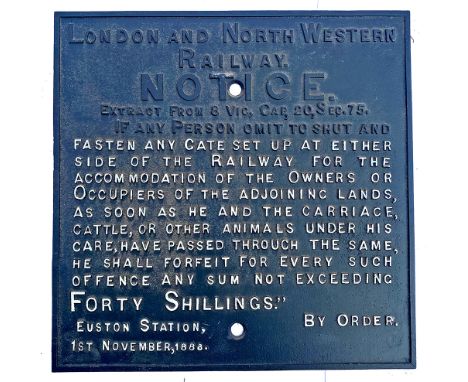 LONDON AND NORTH WESTERN
RAILWAY.
NOTICE.
EXTRACT FROM 8 VIC, CAP, 20, SEC. 75.
IF ANY PERSON OMIT TO SHUT AND
FASTEN ANY GATE SET UP AT EITHER
SIDE OF THE RAILWAY FOR THE
ACCOMMODATION OF THE OWNERS OR
OCCUPIERS OF THE ADJOINING LANDS,
AS SOON AS HE AND THE CARRIAGE,
CATTLE, OR OTHER ANIMALS UNDER HIS
CARE, HAVE PASSED THROUGH THE SAME,
HE SHALL FORFEIT FOR EVERY SUCH
OFFENCE ANY SUM NOT EXCEEDING
FORTY SHILLINGS."
EUSTON STATION, BY ORDER.
1ST NOVEMBER, 1888.